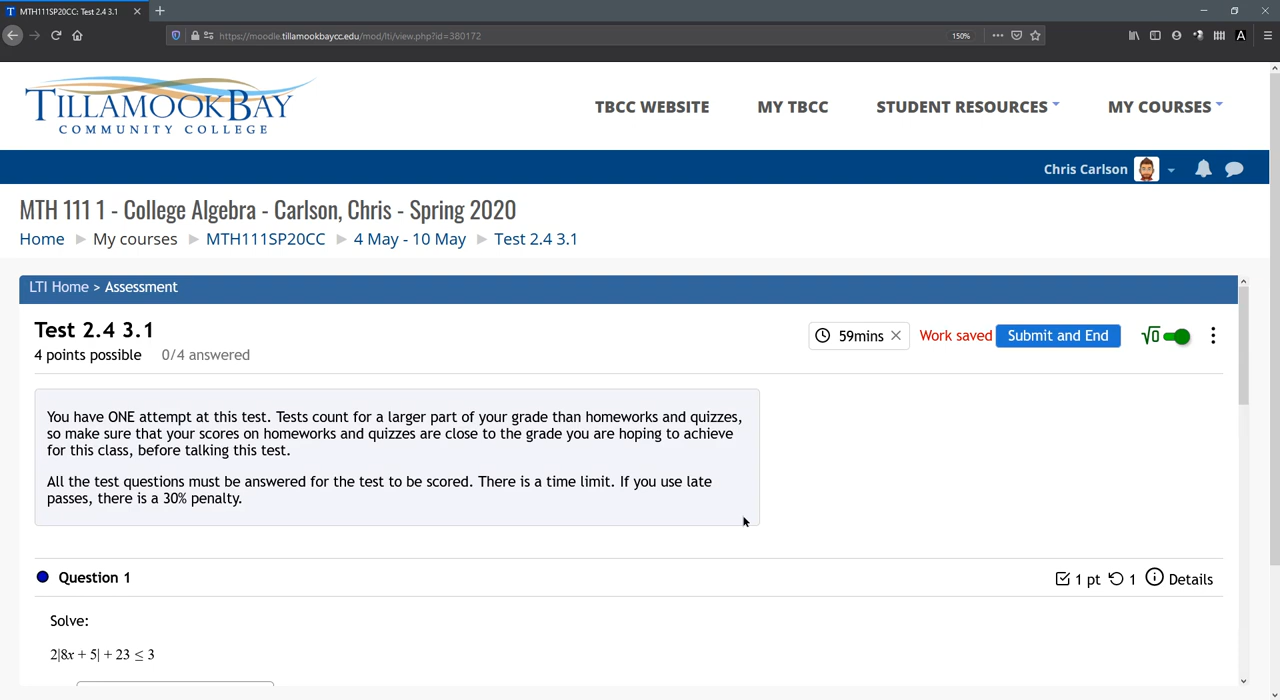 MTH111SP20CC: Test 2.4 3.1
https://moodle.tillamookbaycc.edu/mod/lti/view.php?id=380172
150%
TILLAMOOK BAY
COMMUNITY COLLEGE
TBCC WEBSITE
MY TBCC
STUDENT RESOURCES
MY COURSES
Chris Carlson
MTH 111 1 - College Algebra - Carlson, Chris - Spring 2020
Home ▶ My courses ▶ MTH111SP20CC ▶ 4 May - 10 May ▶ Test 2.4 3.1
LTI Home > Assessment
Test 2.4 3.1
4 points possible 0/4 answered
59mins
Work saved
Submit and End
√0
You have ONE attempt at this test. Tests count for a larger part of your grade than homeworks and quizzes,
so make sure that your scores on homeworks and quizzes are close to the grade you are hoping to achieve
for this class, before talking this test.
All the test questions must be answered for the test to be scored. There is a time limit. If you use late
passes, there is a 30% penalty.
Question 1
1 pt 1 Details
Solve:
2|8x + 5| + 23 ≤ 3